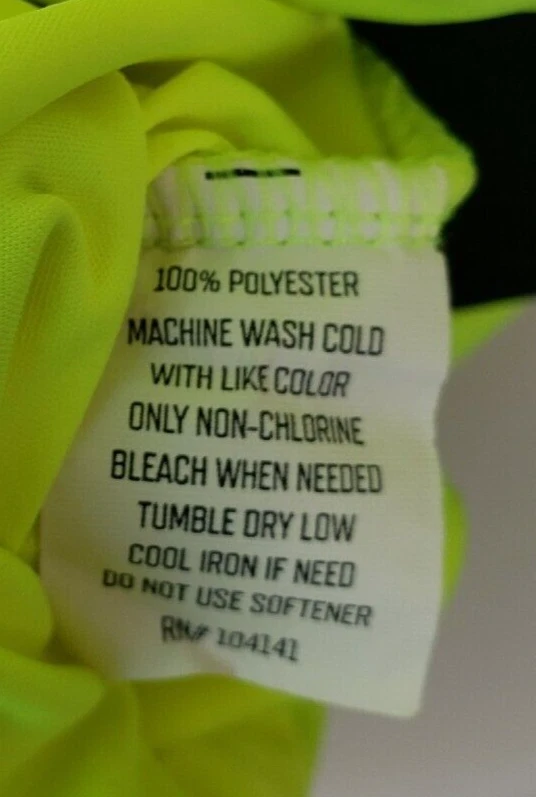 100% POLYESTER
MACHINE WASH COLD
WITH LIKE COLOR
ONLY NON-CHLORINE
BLEACH WHEN NEEDED
TUMBLE DRY LOW
COOL IRON IF NEED
DO NOT USE SOFTENER
RN# 104141